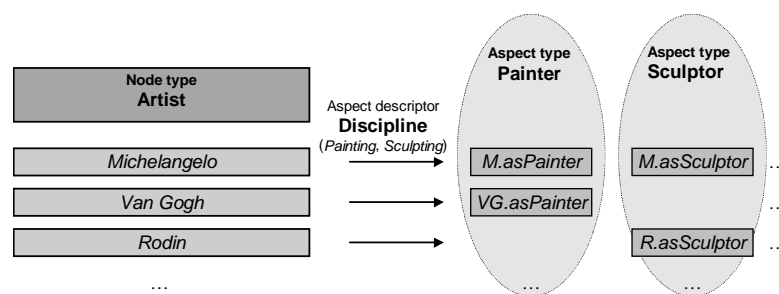 Node type
Artist
Aspect descriptor
Discipline
(Painting, Sculpting)
Aspect type
Painter
Aspect type
Sculptor
Michelangelo
M.asPainter
M.asSculptor
...
Van Gogh
VG.asPainter
...
Rodin
R.asSculptor
...
...
...
...